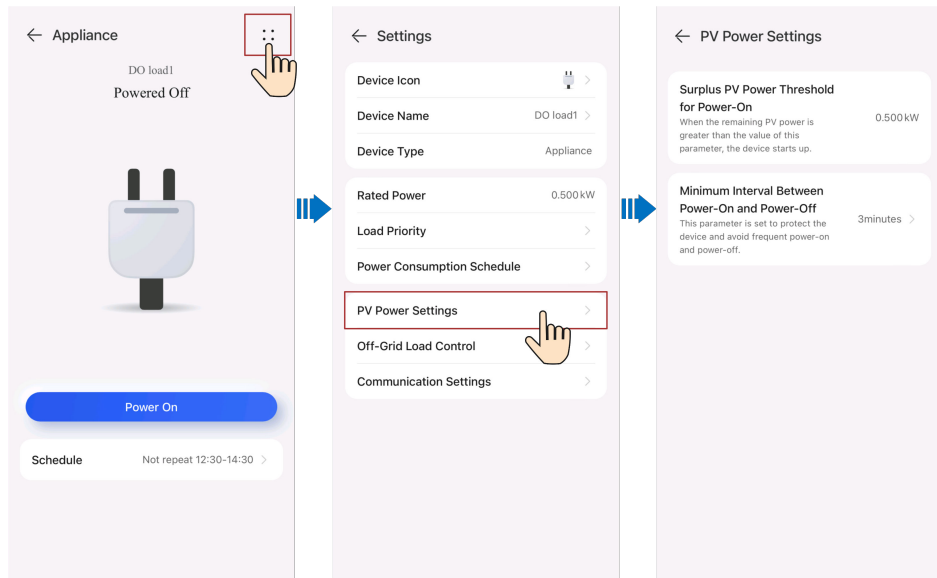 Appliance
DO load1
Powered Off
Power On
Schedule Not repeat 12:30-14:30
Settings
Device Icon
Device Name DO load1
Device Type Appliance
Rated Power 0.500kW
Load Priority
Power Consumption Schedule
PV Power Settings
Off-Grid Load Control
Communication Settings
PV Power Settings
Surplus PV Power Threshold
for Power-On
When the remaining PV power is
greater than the value of this
parameter, the device starts up.
0.500kW
Minimum Interval Between
Power-On and Power-Off
This parameter is set to protect the
device and avoid frequent power-on
and power-off.
3minutes